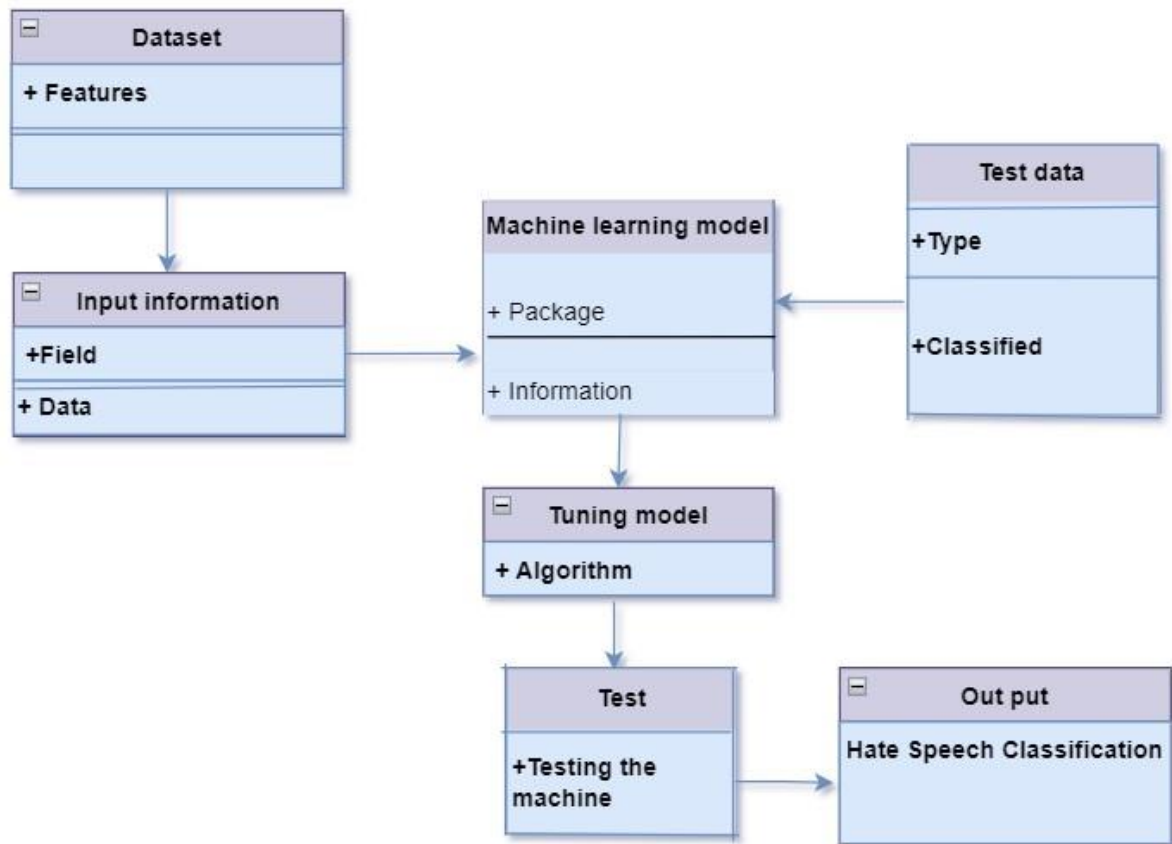 Dataset
+ Features
Input information
+Field
+ Data
Machine learning model
+ Package
+ Information
Test data
+Type
+Classified
Tuning model
+ Algorithm
Test
+Testing the
machine
Out put
Hate Speech Classification